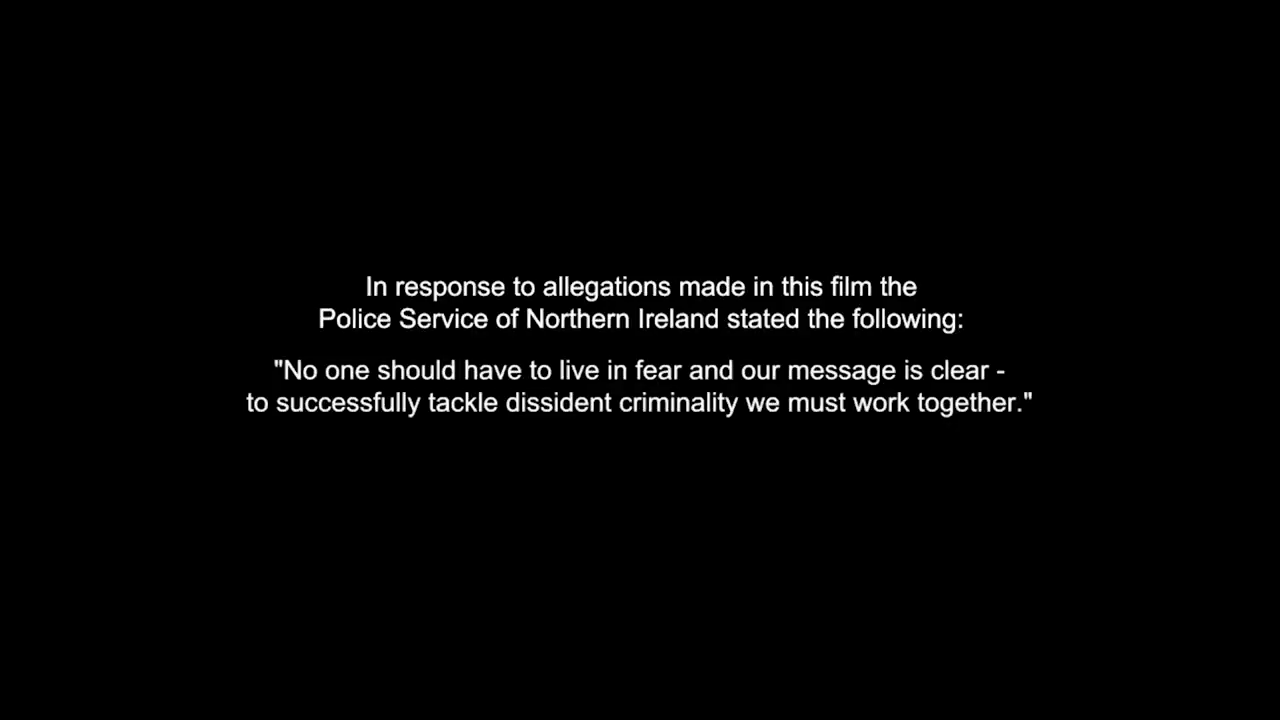 In response to allegations made in this film the
Police Service of Northern Ireland stated the following:
"No one should have to live in fear and our message is clear -
to successfully tackle dissident criminality we must work together."